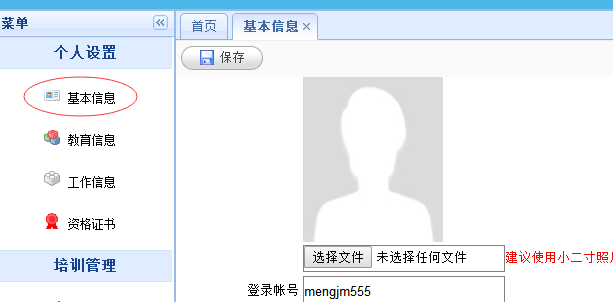 菜单
首页 基本信息
个人设置
保存
基本信息
教育信息
工作信息
资格证书
选择文件 未选择任何文件 建议使用小二寸照
培训管理
登录帐号 mengjm555